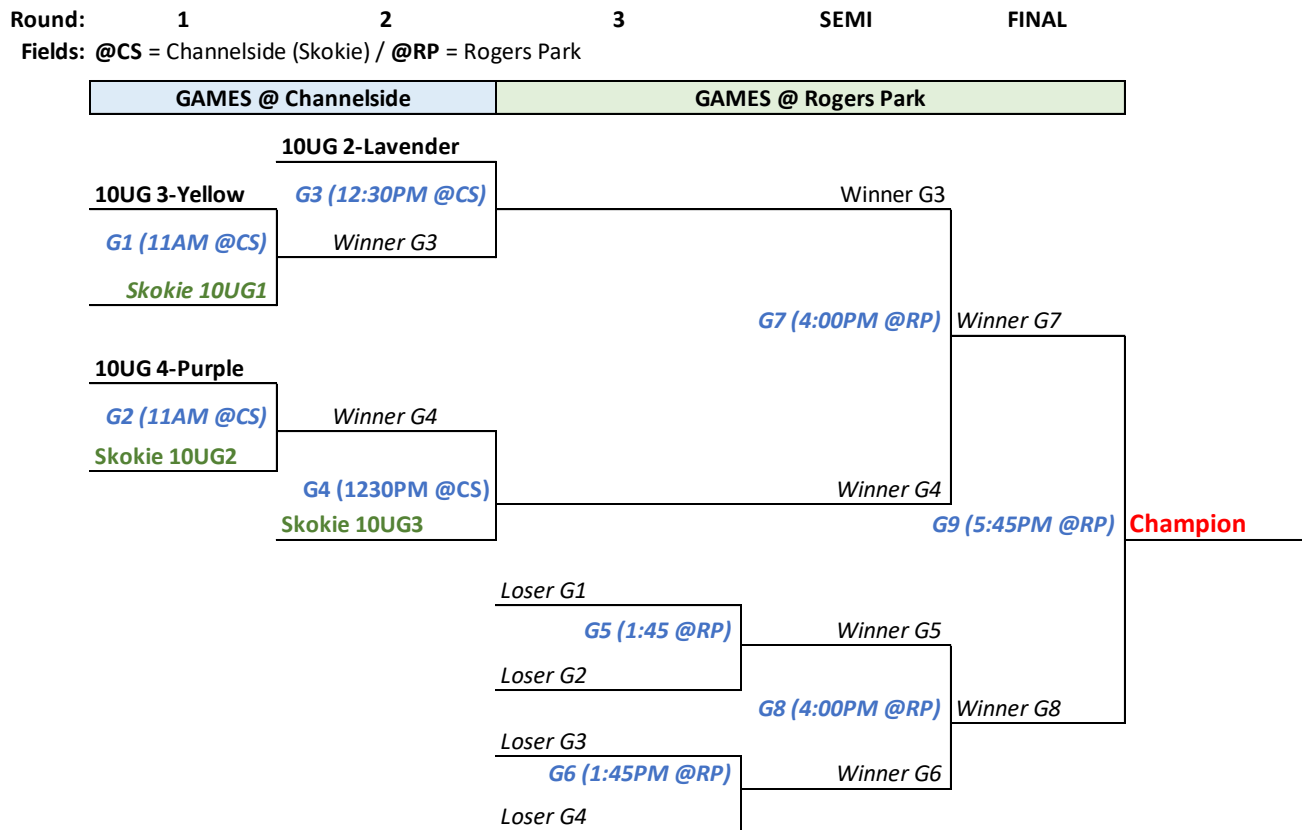 Round: 1 2 3 SEMI FINAL
Fields: @CS = Channelside (Skokie) / @RP = Rogers Park
GAMES @ Channelside GAMES @ Rogers Park
10UG 2-Lavender
10UG 3-Yellow G3 (12:30PM @CS) Winner G3
G1 (11AM @CS) Winner G3
Skokie 10UG1
G7 (4:00PM @RP) Winner G7
10UG 4-Purple
G2 (11AM @CS) Winner G4
Skokie 10UG2
G4 (1230PM @CS) Winner G4
Skokie 10UG3 G9 (5:45PM @RP) Champion
Loser G1
G5 (1:45 @RP) Winner G5
Loser G2
G8 (4:00PM @RP) Winner G8
Loser G3
G6 (1:45PM @RP) Winner G6
Loser G4